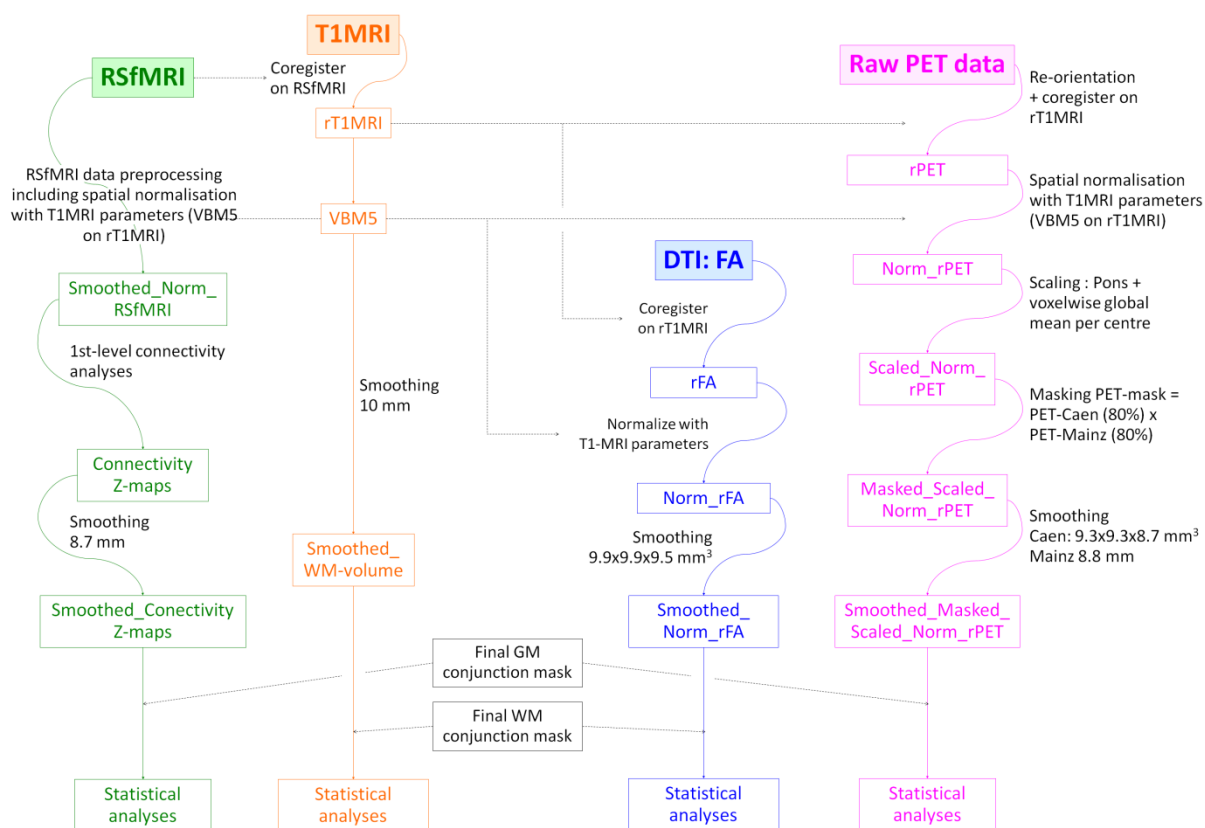 T1MRI
RSfMRI
Coregister
on RSfMRI
Raw PET data
Re-orientation
+ coregister on
rT1MRI
rT1MRI
rPET
RSfMRI data preprocessing
including spatial normalisation
with T1MRI parameters (VBM5
on rT1MRI)
VBM5
Spatial normalisation
with T1MRI parameters
(VBM5 on rT1MRI)
DTI: FA
Norm_rPET
Smoothed_Norm_
RSfMRI
Coregister
on rT1MRI
Scaling : Pons +
voxelwise global
mean per centre
1st-level connectivity
analyses
Smoothing
10 mm
rFA
Scaled_Norm_
rPET
Normalize with
T1-MRI parameters
Masking PET-mask =
PET-Caen (80%) x
PET-Mainz (80%)
Connectivity
Z-maps
Norm_rFA
Masked_Scaled_
Norm_rPET
Smoothing
8.7 mm
Smoothed_
WM-volume
Smoothing
9.9x9.9x9.5 mm³
Smoothing
Caen: 9.3x9.3x8.7 mm³
Mainz 8.8 mm
Smoothed_Conectivity
Z-maps
Smoothed_
Norm_rFA
Smoothed_Masked_
Scaled_Norm_rPET
Final GM
conjunction mask
Final WM
conjunction mask
Statistical
analyses
Statistical
analyses
Statistical
analyses
Statistical
analyses